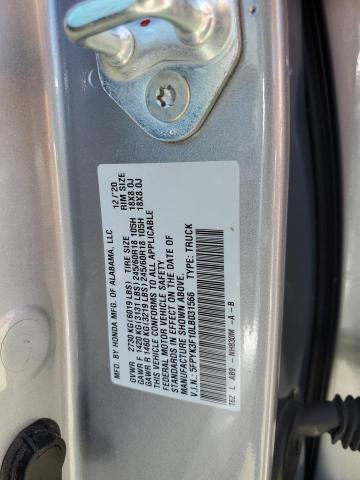 MFD. BY HONDA MFG. OF ALABAMA, LLC 12/'20
TIRE SIZE RIM SIZE
GVWR 2730 KG(6019 LBS)
GAWR F 1420 KG(3131 LBS) 245/60R18 105H 18X8.0J
GAWR R 1460 KG(3219 LBS) 245/60R18 105H 18X8.0J
THIS VEHICLE CONFORMS TO ALL APPLICABLE
FEDERAL MOTOR VEHICLE SAFETY
STANDARDS IN EFFECT ON THE DATE OF
MANUFACTURE SHOWN ABOVE.
V.I.N.: 5FPYK3F10LB031566 TYPE: TRUCK
T6Z L A89 -NH830M -A -B